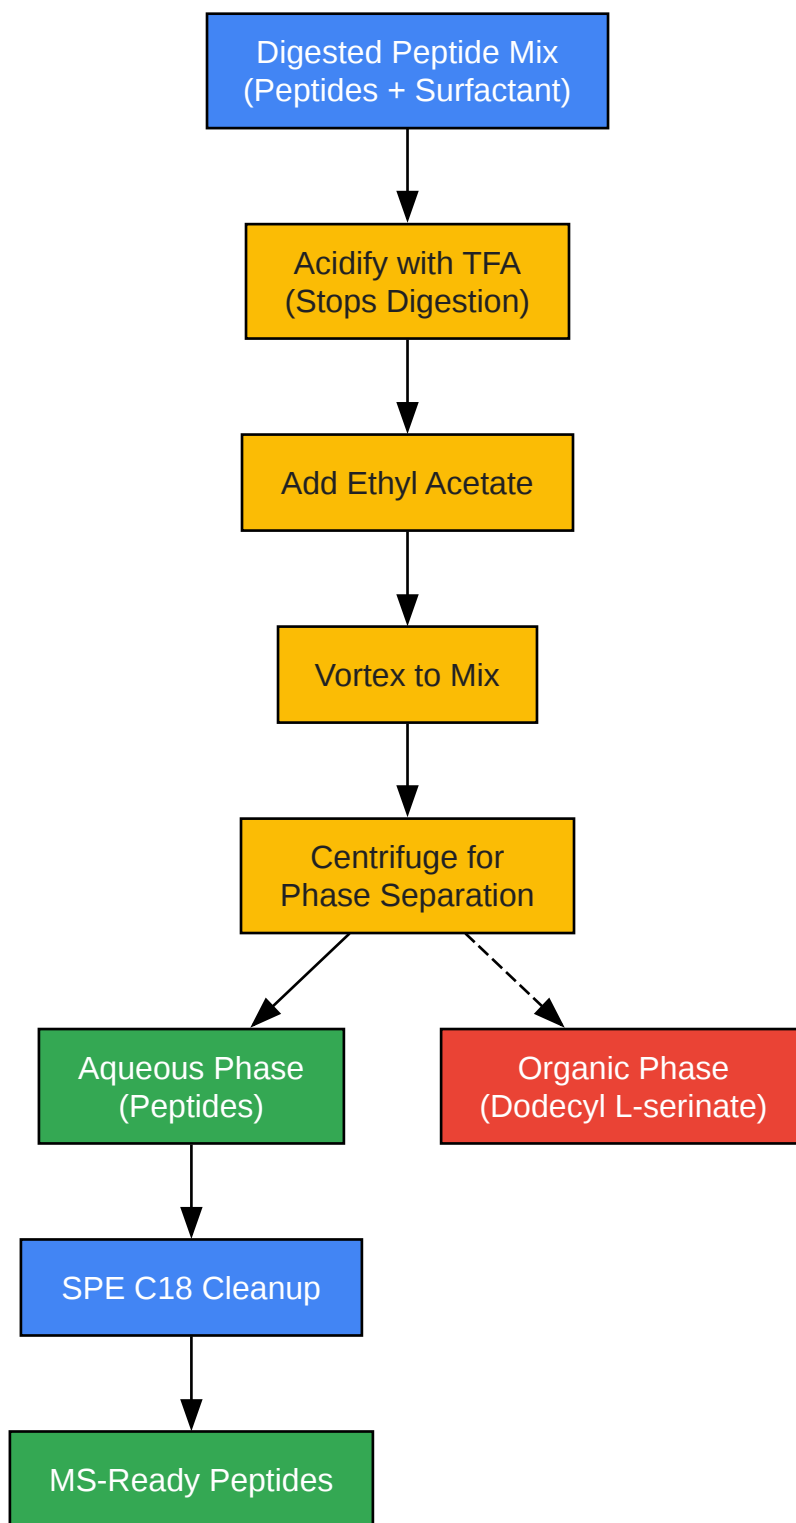 Digested Peptide Mix
(Peptides + Surfactant)
Acidify with TFA
(Stops Digestion)
Add Ethyl Acetate
Vortex to Mix
Centrifuge for
Phase Separation
Aqueous Phase
(Peptides)
Organic Phase
(Dodecyl L-serinate)
SPE C18 Cleanup
MS-Ready Peptides